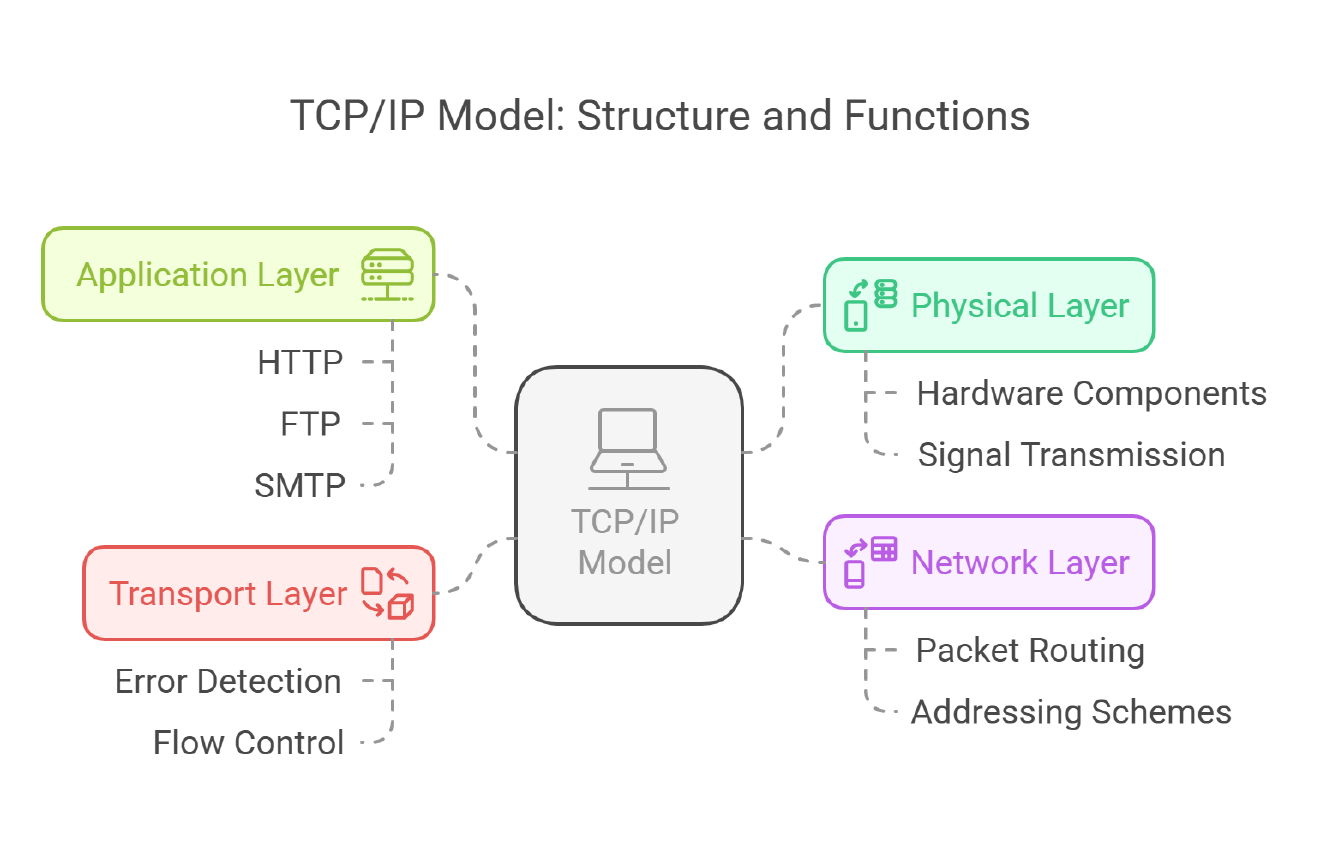 TCP/IP Model: Structure and Functions
Application Layer
HTTP
FTP
SMTP
Transport Layer
Error Detection
Flow Control
TCP/IP
Model
Physical Layer
Hardware Components
Signal Transmission
Network Layer
Packet Routing
Addressing Schemes